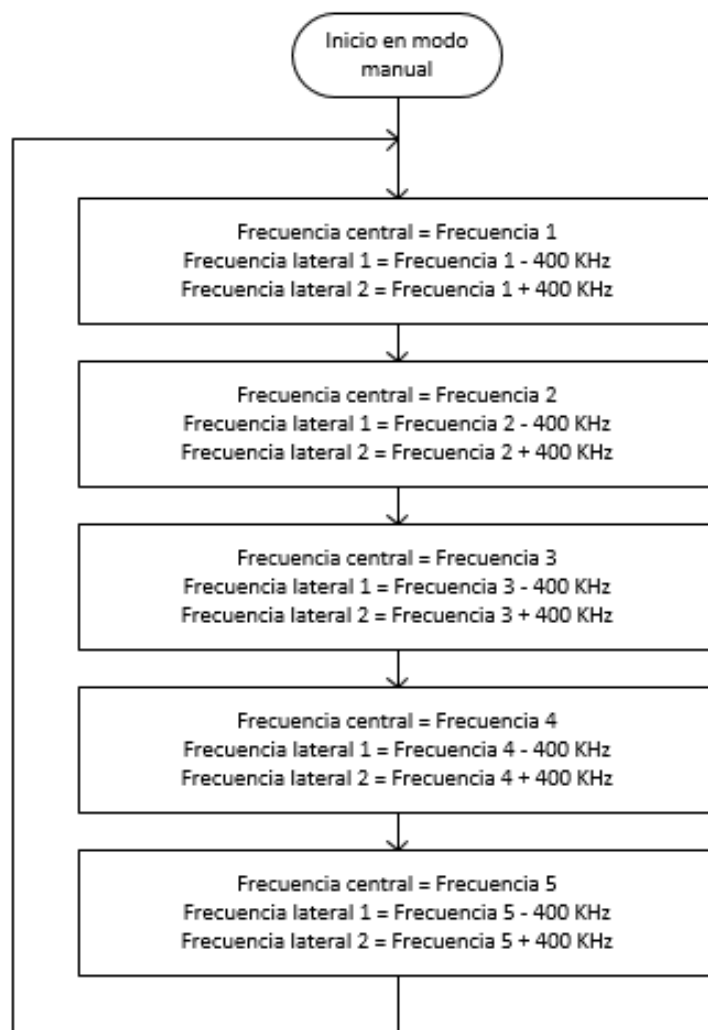 Inicio en modo
manual
Frecuencia central = Frecuencia 1
Frecuencia lateral 1 = Frecuencia 1 - 400 KHz
Frecuencia lateral 2 = Frecuencia 1 + 400 KHz
Frecuencia central = Frecuencia 2
Frecuencia lateral 1 = Frecuencia 2 - 400 KHz
Frecuencia lateral 2 = Frecuencia 2 + 400 KHz
Frecuencia central = Frecuencia 3
Frecuencia lateral 1 = Frecuencia 3 - 400 KHz
Frecuencia lateral 2 = Frecuencia 3 + 400 KHz
Frecuencia central = Frecuencia 4
Frecuencia lateral 1 = Frecuencia 4 - 400 KHz
Frecuencia lateral 2 = Frecuencia 4 + 400 KHz
Frecuencia central = Frecuencia 5
Frecuencia lateral 1 = Frecuencia 5 - 400 KHz
Frecuencia lateral 2 = Frecuencia 5 + 400 KHz